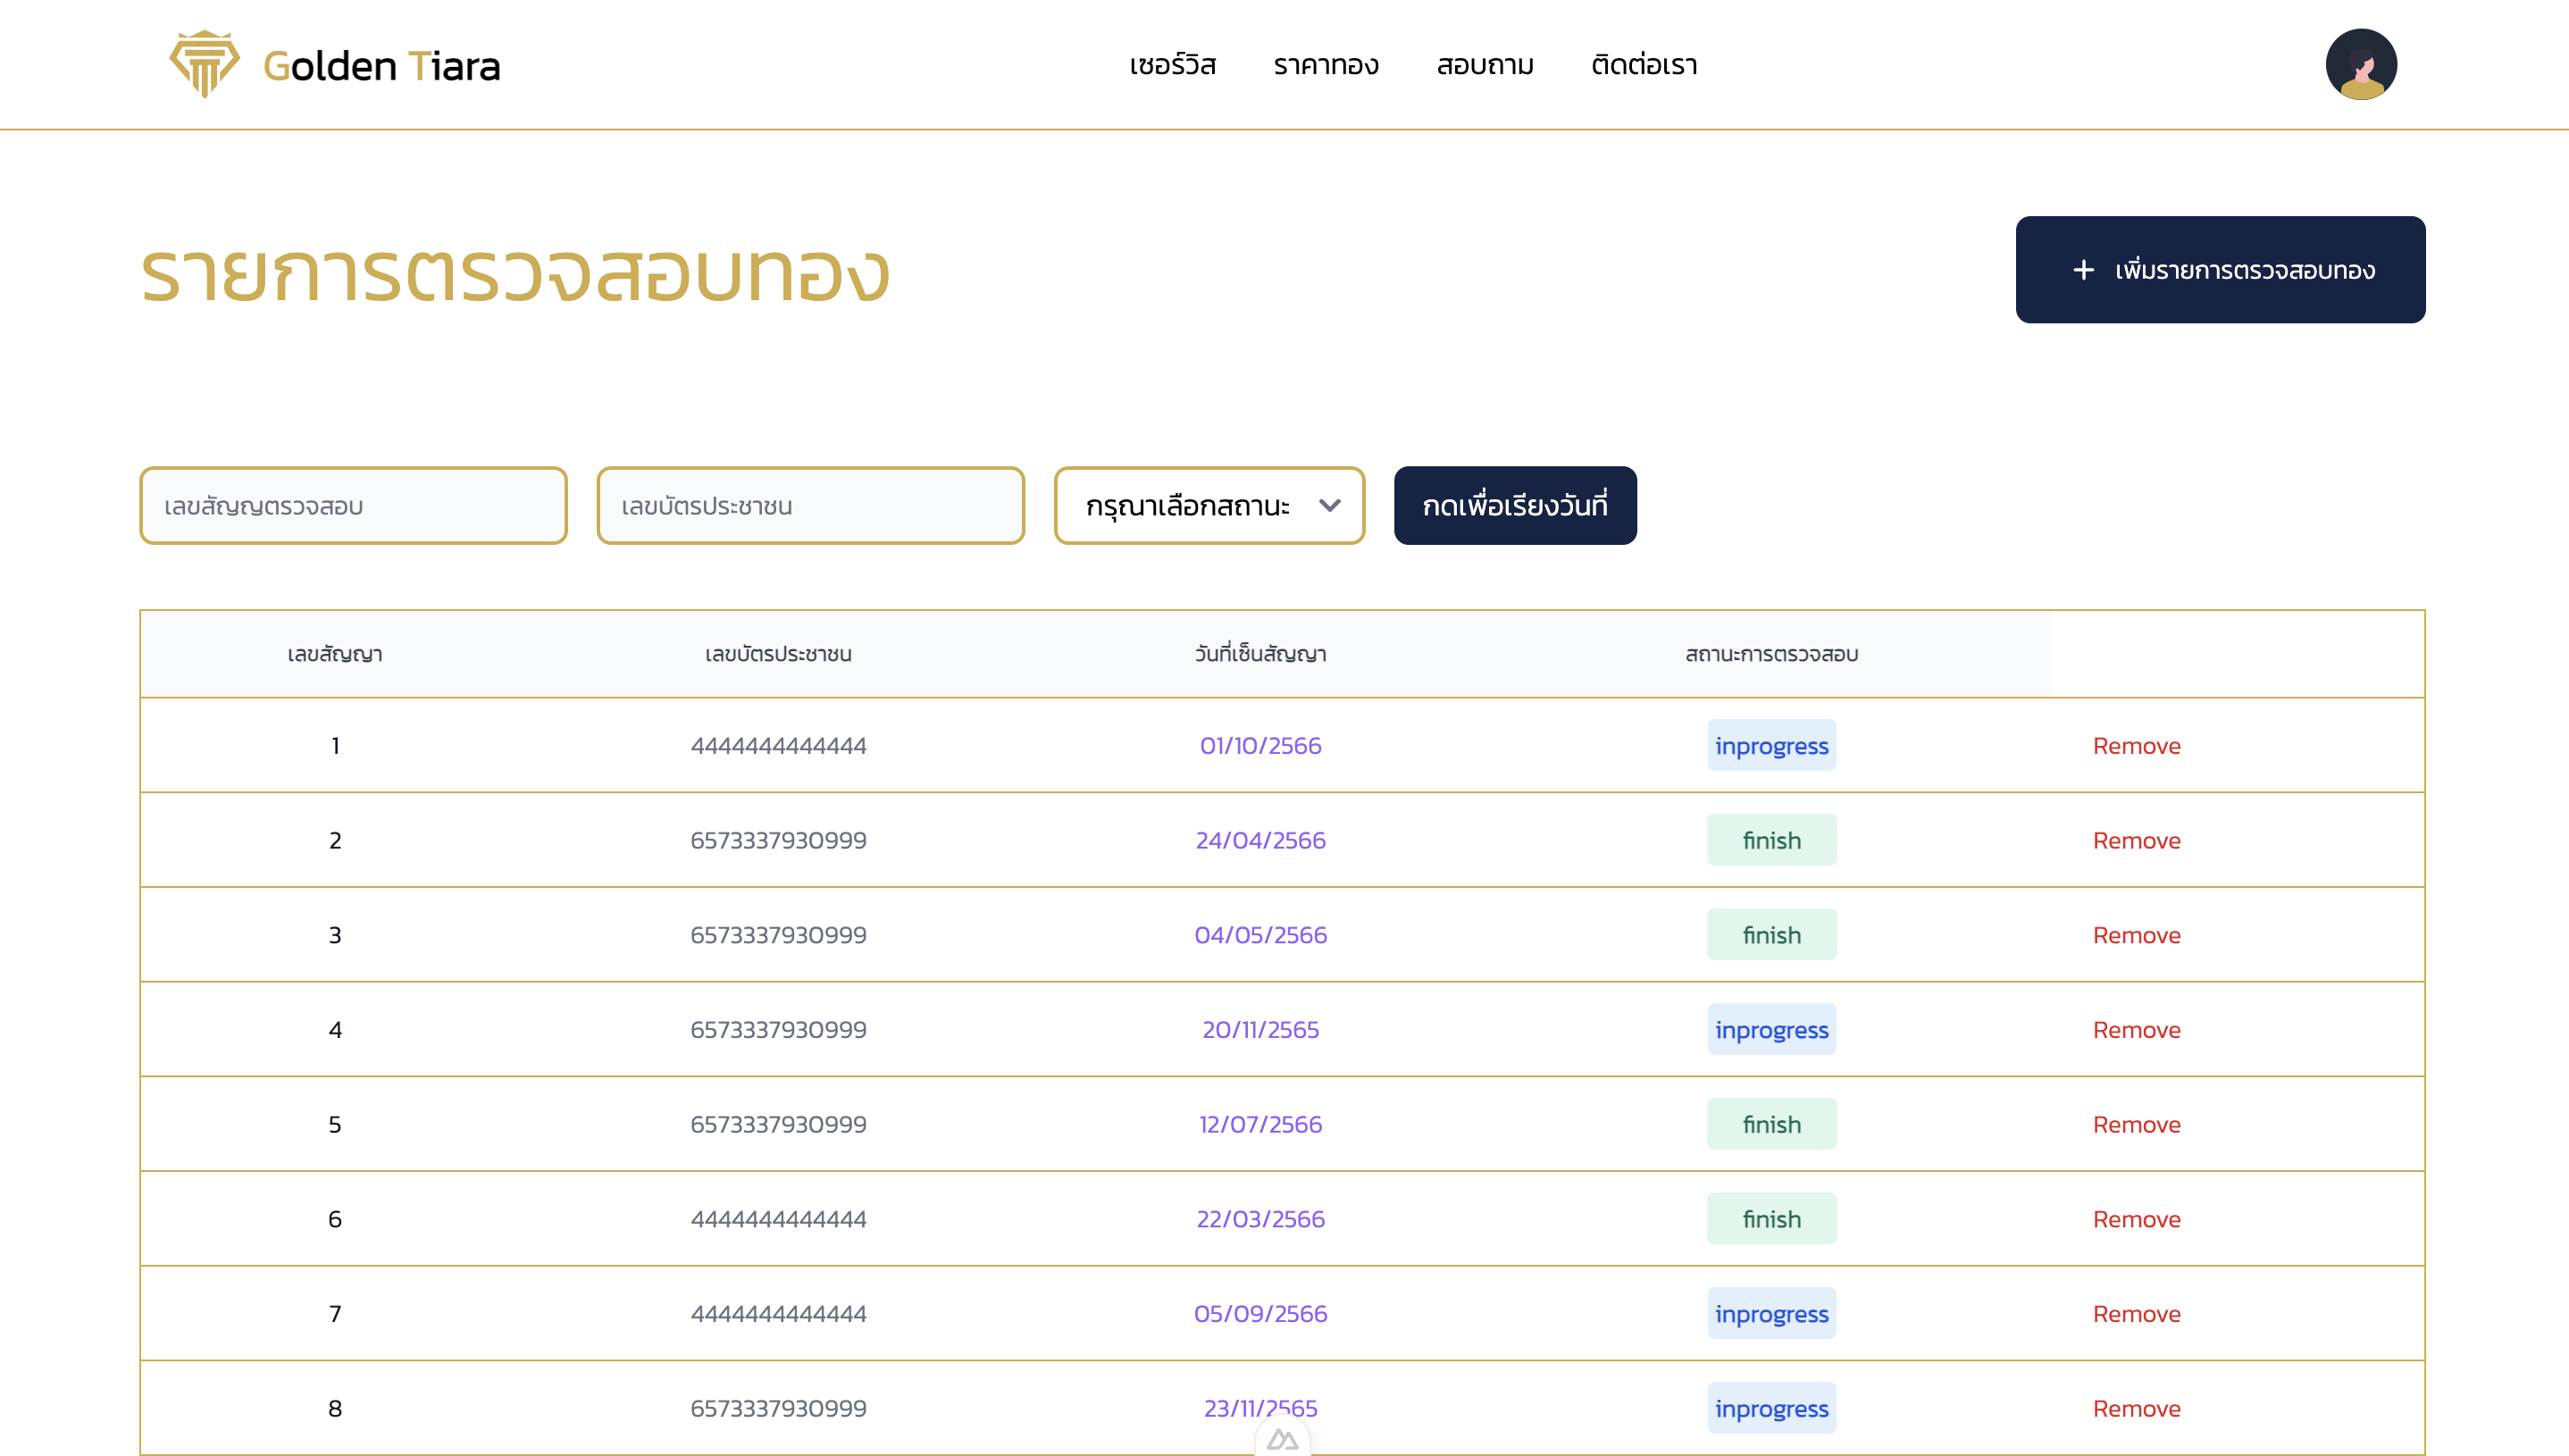 Golden Tiara
เซอร์วิส ราคาทอง สอบถาม ติดต่อเรา
รายการตรวจสอบทอง
+ เพิ่มรายการตรวจสอบทอง
เลขสัญญตรวจสอบ เลขบัตรประชาชน กรุณาเลือกสถานะ กดเพื่อเรียงวันที่
เลขสัญญา เลขบัตรประชาชน วันที่เซ็นสัญญา สถานะการตรวจสอบ
1 4444444444444 01/10/2566 inprogress Remove
2 6573337930999 24/04/2566 finish Remove
3 6573337930999 04/05/2566 finish Remove
4 6573337930999 20/11/2565 inprogress Remove
5 6573337930999 12/07/2566 finish Remove
6 4444444444444 22/03/2566 finish Remove
7 4444444444444 05/09/2566 inprogress Remove
8 6573337930999 23/11/2565 inprogress Remove